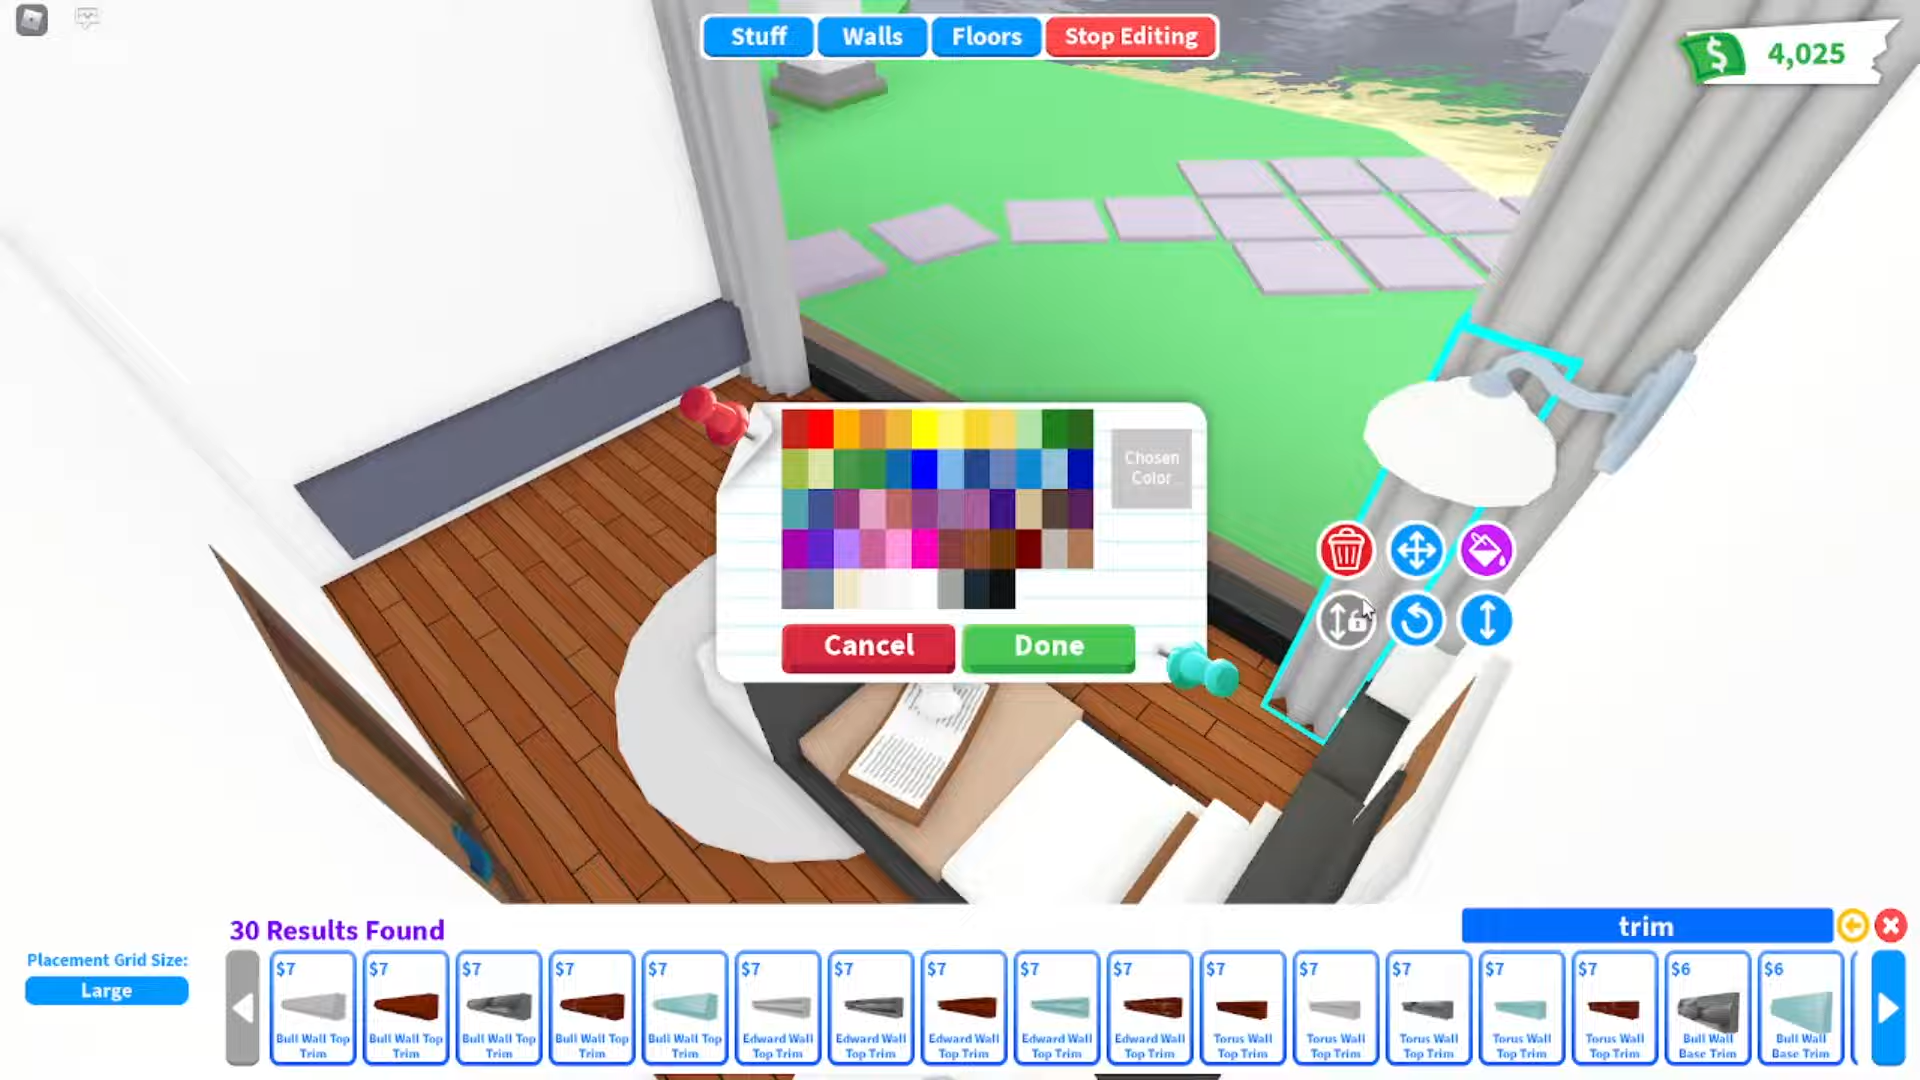 Stuff
Walls
Floors
Stop Editing
$ 4,025
Chosen
Color
Cancel
Done
30 Results Found
trim
Placement Grid Size:
Large
$7
Bull Wall Top
Trim
$7
Bull Wall Top
Trim
$7
Bull Wall Top
Trim
$7
Bull Wall Top
Trim
$7
Bull Wall Top
Trim
$7
Edward Wall
Top Trim
$7
Edward Wall
Top Trim
$7
Edward Wall
Top Trim
$7
Edward Wall
Top Trim
$7
Edward Wall
Top Trim
$7
Torus Wall
Top Trim
$7
Torus Wall
Top Trim
$7
Torus Wall
Top Trim
$7
Torus Wall
Top Trim
$7
Torus Wall
Top Trim
$6
Bull Wall
Base Trim
$6
Bull Wall
Base Trim